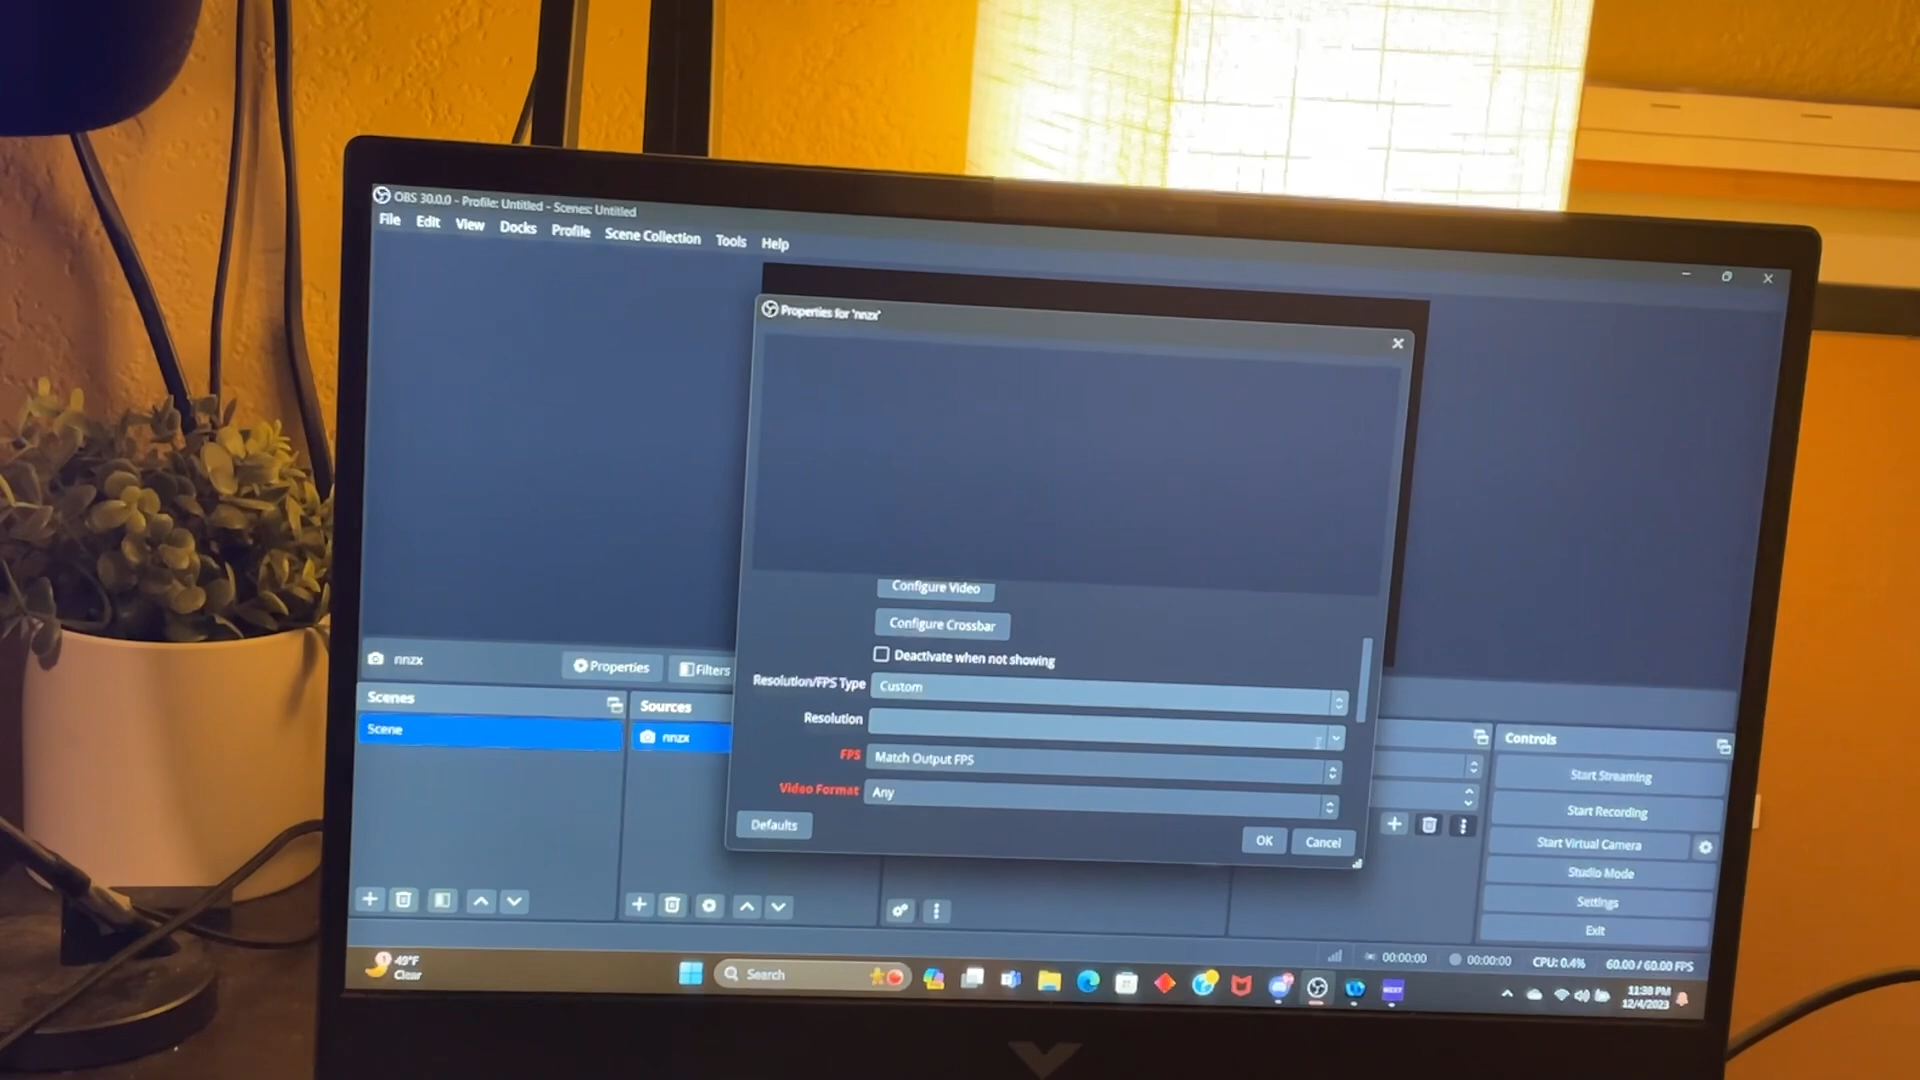 OBS 30.0.0 - Profile: Untitled - Scenes: Untitled
File Edit View Docks Profile Scene Collection Tools Help
Properties for 'nnzx'
Configure Video
Configure Crossbar
Deactivate when not showing
Resolution/FPS Type Custom
Resolution
FPS Match Output FPS
Video Format Any
Defaults OK Cancel
nnzx Properties Filters
Scenes
Scene
Sources
nnzx
Controls
Start Streaming
Start Recording
Start Virtual Camera
Studio Mode
Settings
Exit
00:00:00 00:00:00 CPU: 0.4% 60.00 / 60.00 FPS
49°F
Clear
Search
11:38 PM
12/4/2023